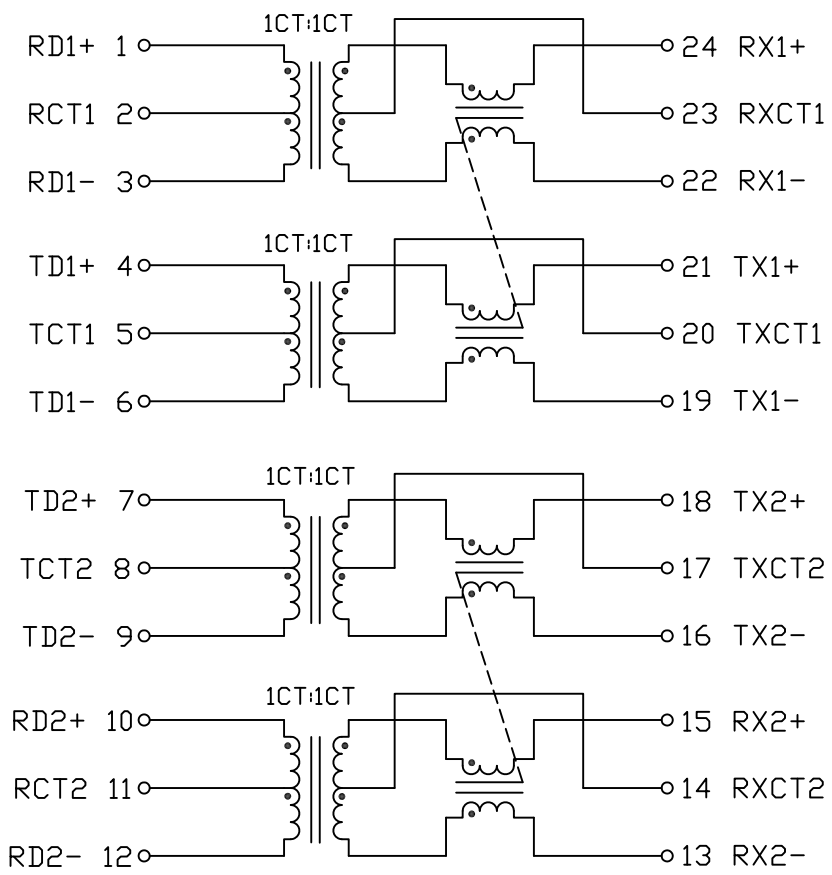 1CT:1CT
RD1+ 1 24 RX1+
RCT1 2 23 RXCT1
RD1- 3 22 RX1-
1CT:1CT
TD1+ 4 21 TX1+
TCT1 5 20 TXCT1
TD1- 6 19 TX1-
1CT:1CT
TD2+ 7 18 TX2+
TCT2 8 17 TXCT2
TD2- 9 16 TX2-
1CT:1CT
RD2+ 10 15 RX2+
RCT2 11 14 RXCT2
RD2- 12 13 RX2-